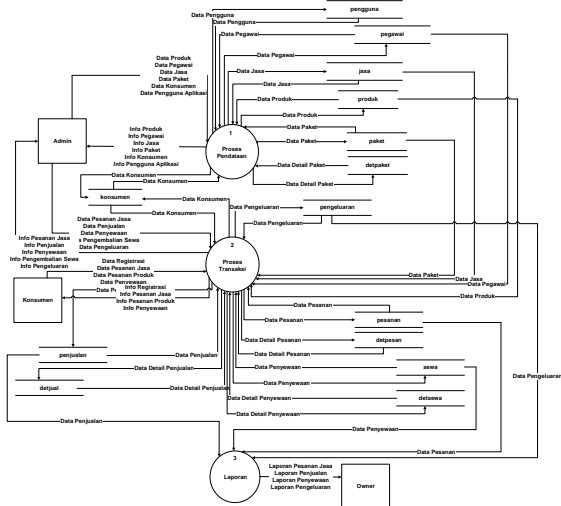 pengguna
Data Pengguna
Data Pengguna
Data Pegawai
pegawai
Data Pegawai
Data Produk
Data Pegawai
Data Jasa
Data Paket
Data Konsumen
Data Pengguna Aplikasi
Data Jasa
jasa
Data Jasa
Data Produk
produk
Data Produk
Admin
Info Produk
Info Pegawai
Info Jasa
Info Paket
Info Konsumen
Info Pengguna Aplikasi
1
Proses
Pendataan
Data Paket
Data Paket
paket
Data Detail Paket
detpaket
Data Detail Paket
Data Konsumen
Data Konsumen
konsumen
Data Konsumen
Data Konsumen
Data Pengeluaran
pengeluaran
Data Pengeluaran
Data Pesanan Jasa
Data Penjualan
Data Penyewaan
Data Pengembalian Sewa
Data Pengeluaran
Info Pesanan Jasa
Info Penjualan
Info Penyewaan
Info Pengembalian Sewa
Info Pengeluaran
2
Proses
Transaksi
Data Paket
Data Jasa
Data Pegawai
Data Produk
Data Registrasi
Data Pesanan Jasa
Data Pesanan Produk
Data Penyewaan
Konsumen
Info Registrasi
Info Pesanan Jasa
Info Pesanan Produk
Info Penyewaan
Data Pesanan
Data Pesanan
pesanan
Data Detail Pesanan
detpesan
Data Detail Pesanan
penjualan
Data Penjualan
Data Detail Penjualan
detjual
Data Detail Penjualan
Data Penyewaan
sewa
Data Penyewaan
Data Pengeluaran
Data Detail Penyewaan
detsewa
Data Detail Penyewaan
Data Penjualan
Data Penyewaan
Data Pesanan
3
Laporan
Laporan Pesanan Jasa
Laporan Penjualan
Laporan Penyewaan
Laporan Pengeluaran
Owner